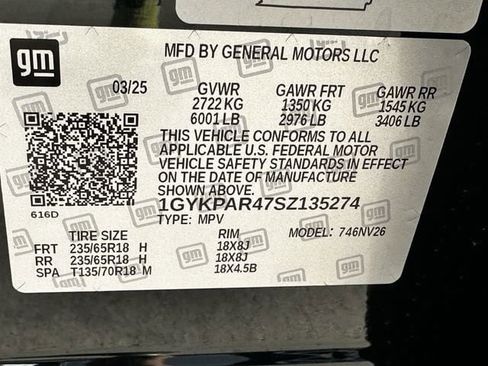 gm
MFD BY GENERAL MOTORS LLC
03/25 GVWR GAWR FRT GAWR RR
2722 KG 1350 KG 1545 KG
6001 LB 2976 LB 3406 LB
THIS VEHICLE CONFORMS TO ALL
APPLICABLE U.S. FEDERAL MOTOR
VEHICLE SAFETY STANDARDS IN EFFECT
ON THE DATE OF MANUFACTURE
SHOWN ABOVE.
616D 1GYKPAR47SZ135274
TYPE: MPV MODEL: 746NV26
TIRE SIZE RIM
FRT 235/65R18 H 18X8J
RR 235/65R18 H 18X8J
SPA T135/70R18 M 18X4.5B